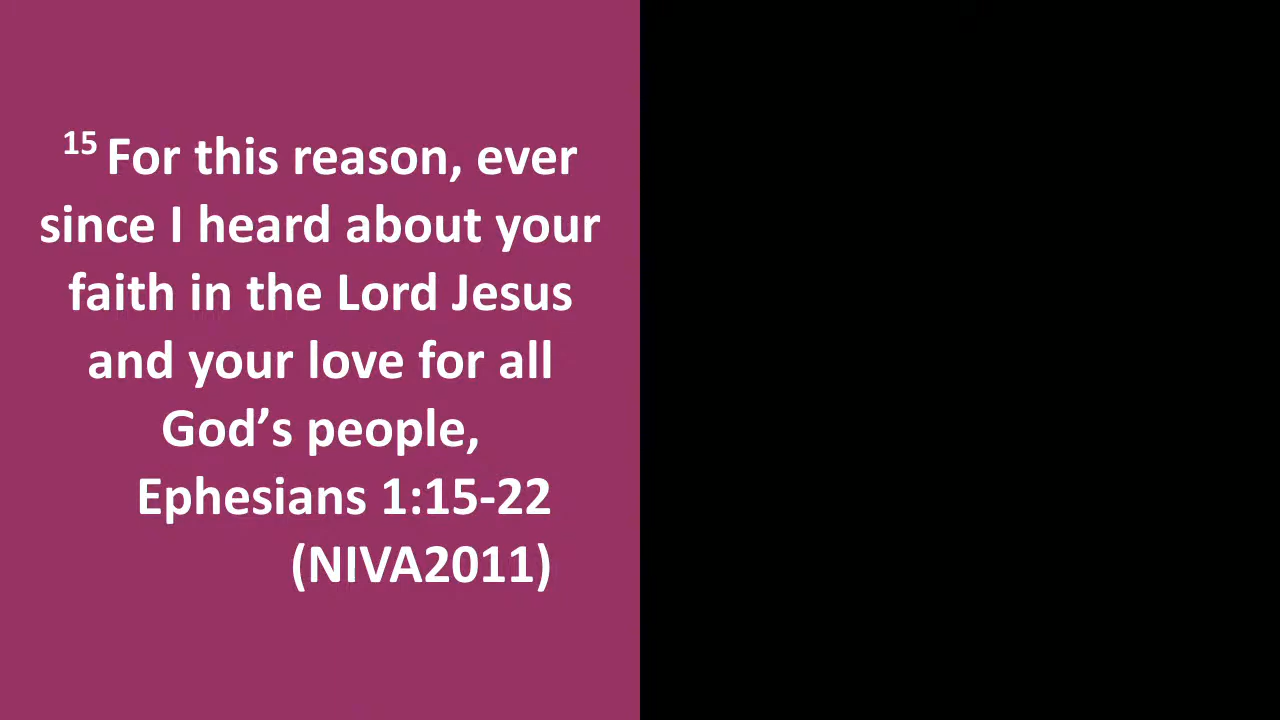 15 For this reason, ever
since I heard about your
faith in the Lord Jesus
and your love for all
God’s people,
Ephesians 1:15-22
(NIVA2011)